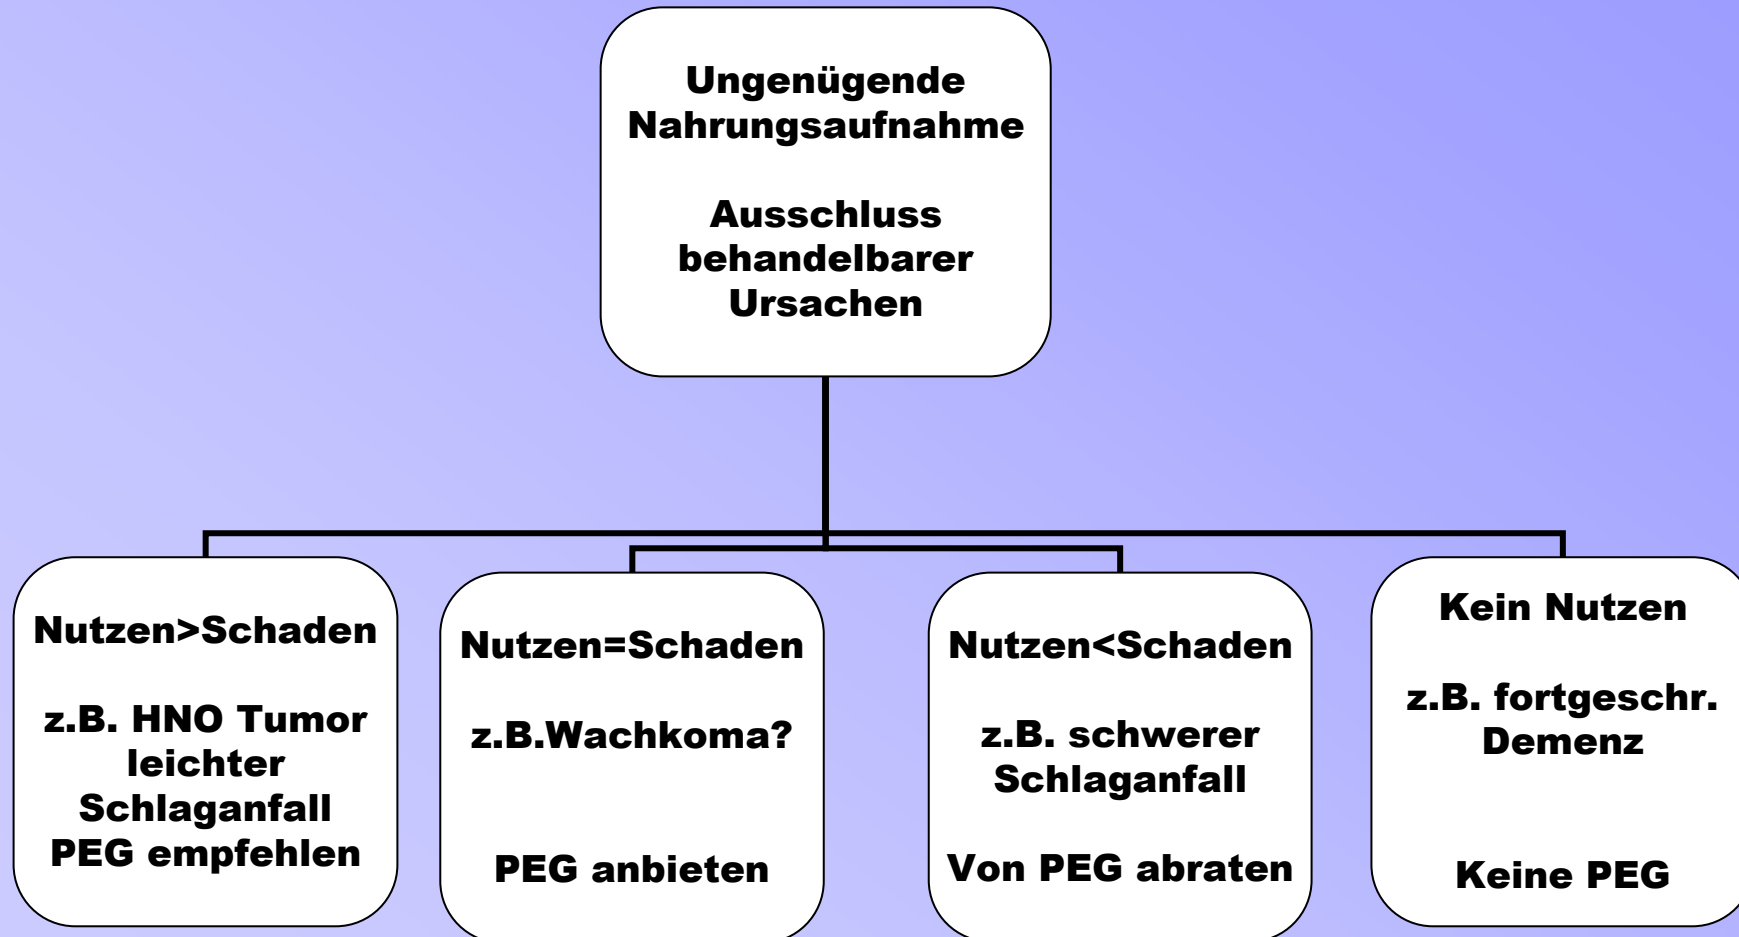 Ungenügende
Nahrungsaufnahme
Ausschluss
behandelbarer
Ursachen
Nutzen>Schaden
z.B. HNO Tumor
leichter
Schlaganfall
PEG empfehlen
Nutzen=Schaden
z.B.Wachkoma?
PEG anbieten
Nutzen<Schaden
z.B. schwerer
Schlaganfall
Von PEG abraten
Kein Nutzen
z.B. fortgeschr.
Demenz
Keine PEG